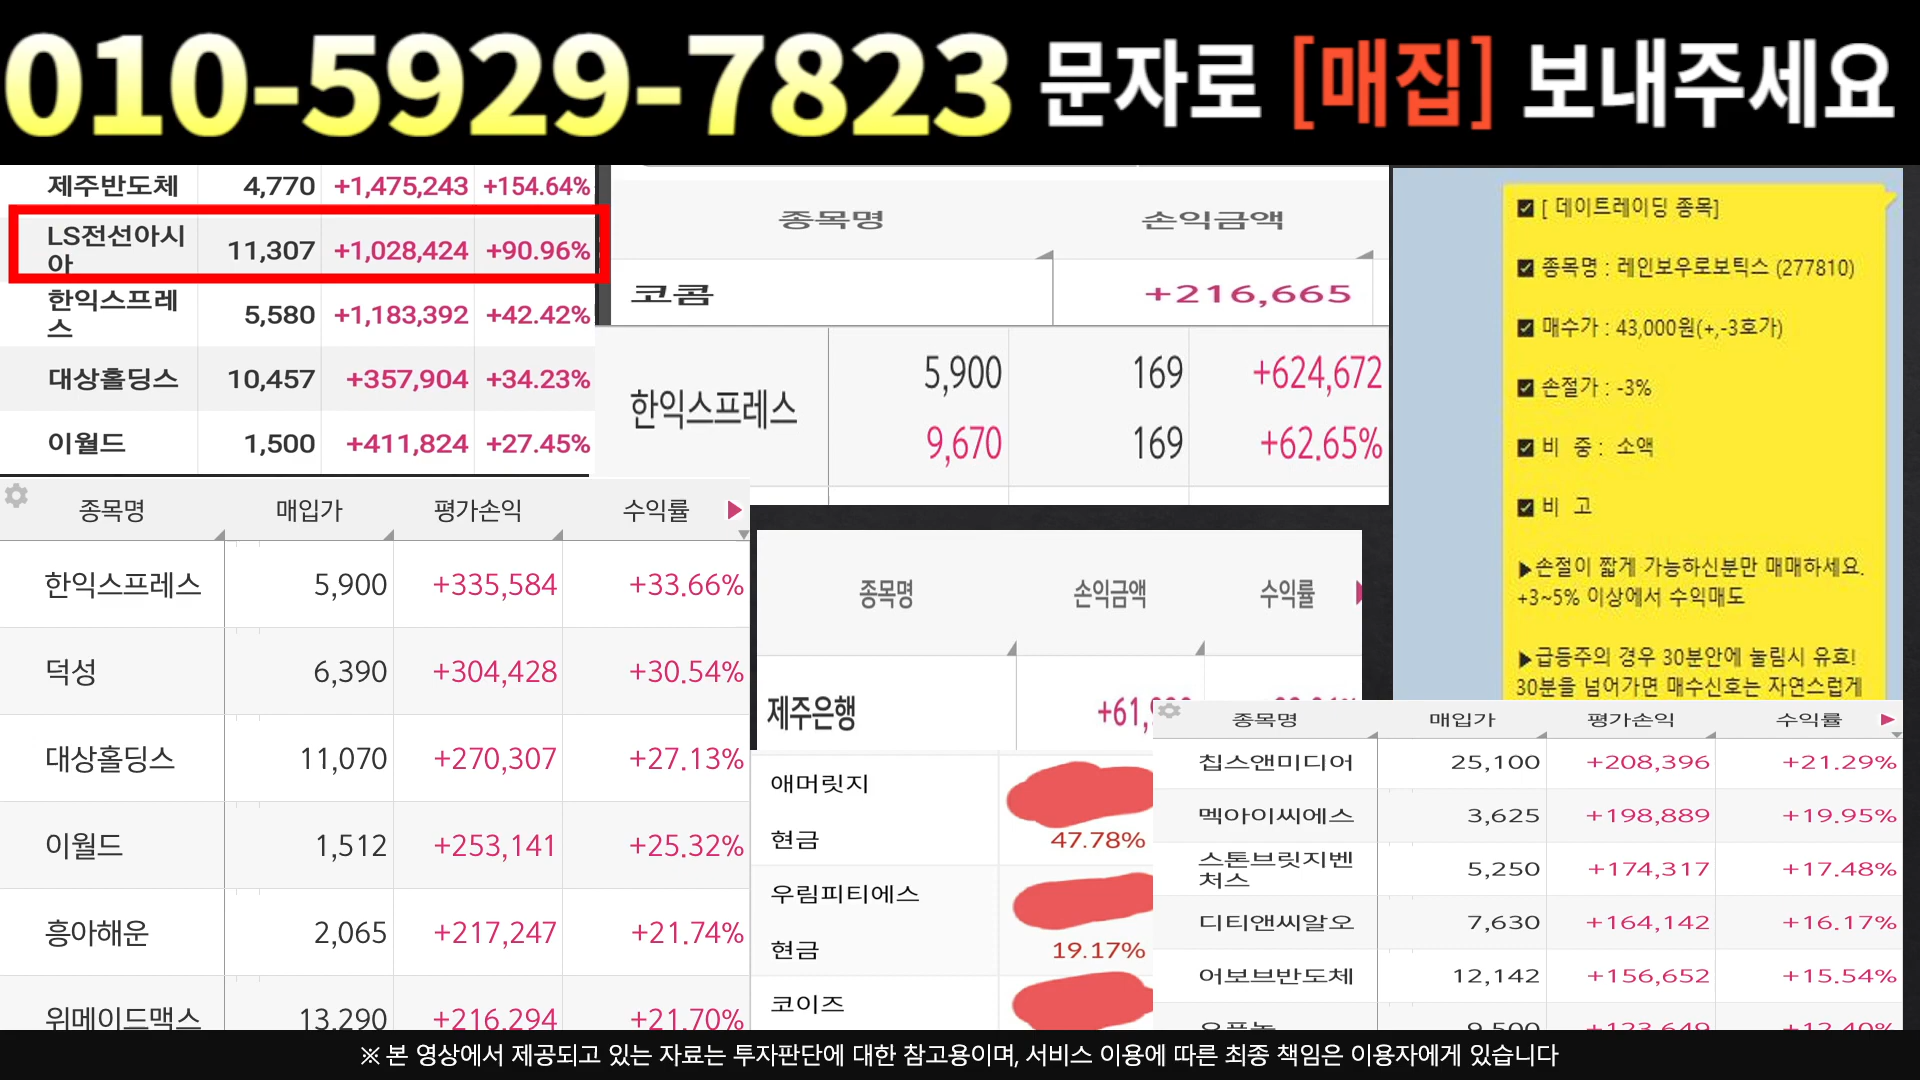 010-5929-7823 문자로 [매집] 보내주세요
제주반도체 4,770 +1,475,243 +154.64%
LS전선아시
아 11,307 +1,028,424 +90.96%
한익스프레
스 5,580 +1,183,392 +42.42%
대상홀딩스 10,457 +357,904 +34.23%
이월드 1,500 +411,824 +27.45%
종목명 손익금액
코콤 +216,665
한익스프레스 5,900 169 +624,672
9,670 169 +62.65%
[ 데이트레이딩 종목]
종목명 : 레인보우로보틱스 (277810)
매수가 : 43,000원(+,-3호가)
손절가 : -3%
비 중 : 소액
비 고
▶손절이 짧게 가능하신분만 매매하세요.
+3~5% 이상에서 수익매도
▶급등주의 경우 30분안에 눌림시 유효!
30분을 넘어가면 매수신호는 자연스럽게
종목명 매입가 평가손익 수익률
한익스프레스 5,900 +335,584 +33.66%
덕성 6,390 +304,428 +30.54%
대상홀딩스 11,070 +270,307 +27.13%
이월드 1,512 +253,141 +25.32%
흥아해운 2,065 +217,247 +21.74%
위메이드맥스 13,290 +216,294 +21.70%
종목명 손익금액 수익률
제주은행 +61,
애머릿지
현금 47.78%
우림피티에스
현금 19.17%
코이즈
종목명 매입가 평가손익 수익률
칩스앤미디어 25,100 +208,396 +21.29%
멕아이씨에스 3,625 +198,889 +19.95%
스톤브릿지벤
처스 5,250 +174,317 +17.48%
디티앤씨알오 7,630 +164,142 +16.17%
어보브반도체 12,142 +156,652 +15.54%
※ 본 영상에서 제공되고 있는 자료는 투자판단에 대한 참고용이며, 서비스 이용에 따른 최종 책임은 이용자에게 있습니다